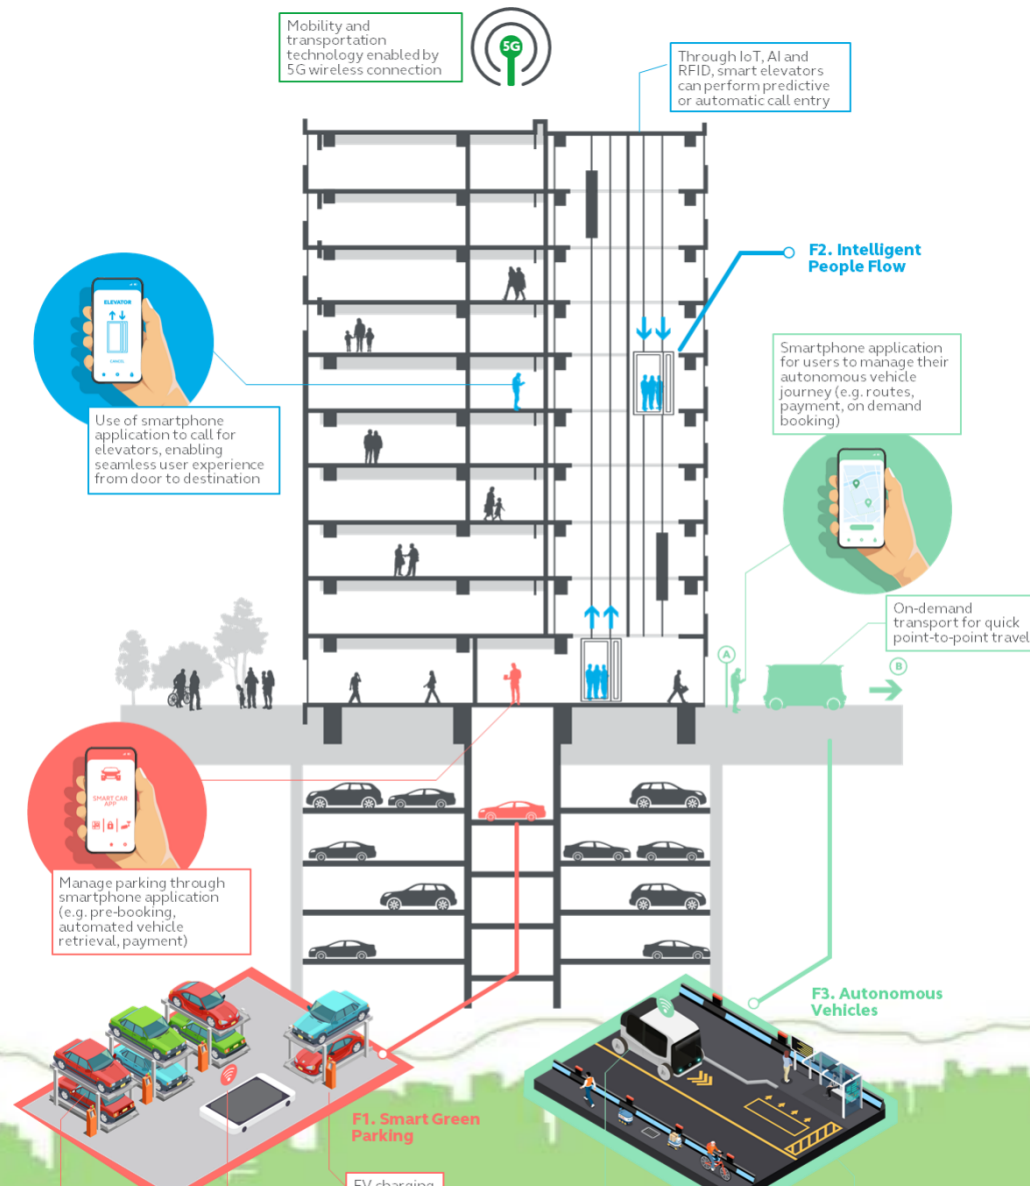 Mobility and
transportation
technology enabled by
5G wireless connection
5G
Through IoT, AI and
RFID, smart elevators
can perform predictive
or automatic call entry
F2. Intelligent
People Flow
ELEVATOR
CANCEL
Use of smartphone
application to call for
elevators, enabling
seamless user experience
from door to destination
Smartphone application
for users to manage their
autonomous vehicle
journey (e.g. routes,
payment, on demand
booking)
On-demand
transport for quick
point-to-point travel
A
B
SMART CAR
APP
Manage parking through
smartphone application
(e.g. pre-booking,
automated vehicle
retrieval, payment)
F3. Autonomous
Vehicles
F1. Smart Green
Parking
EV charging